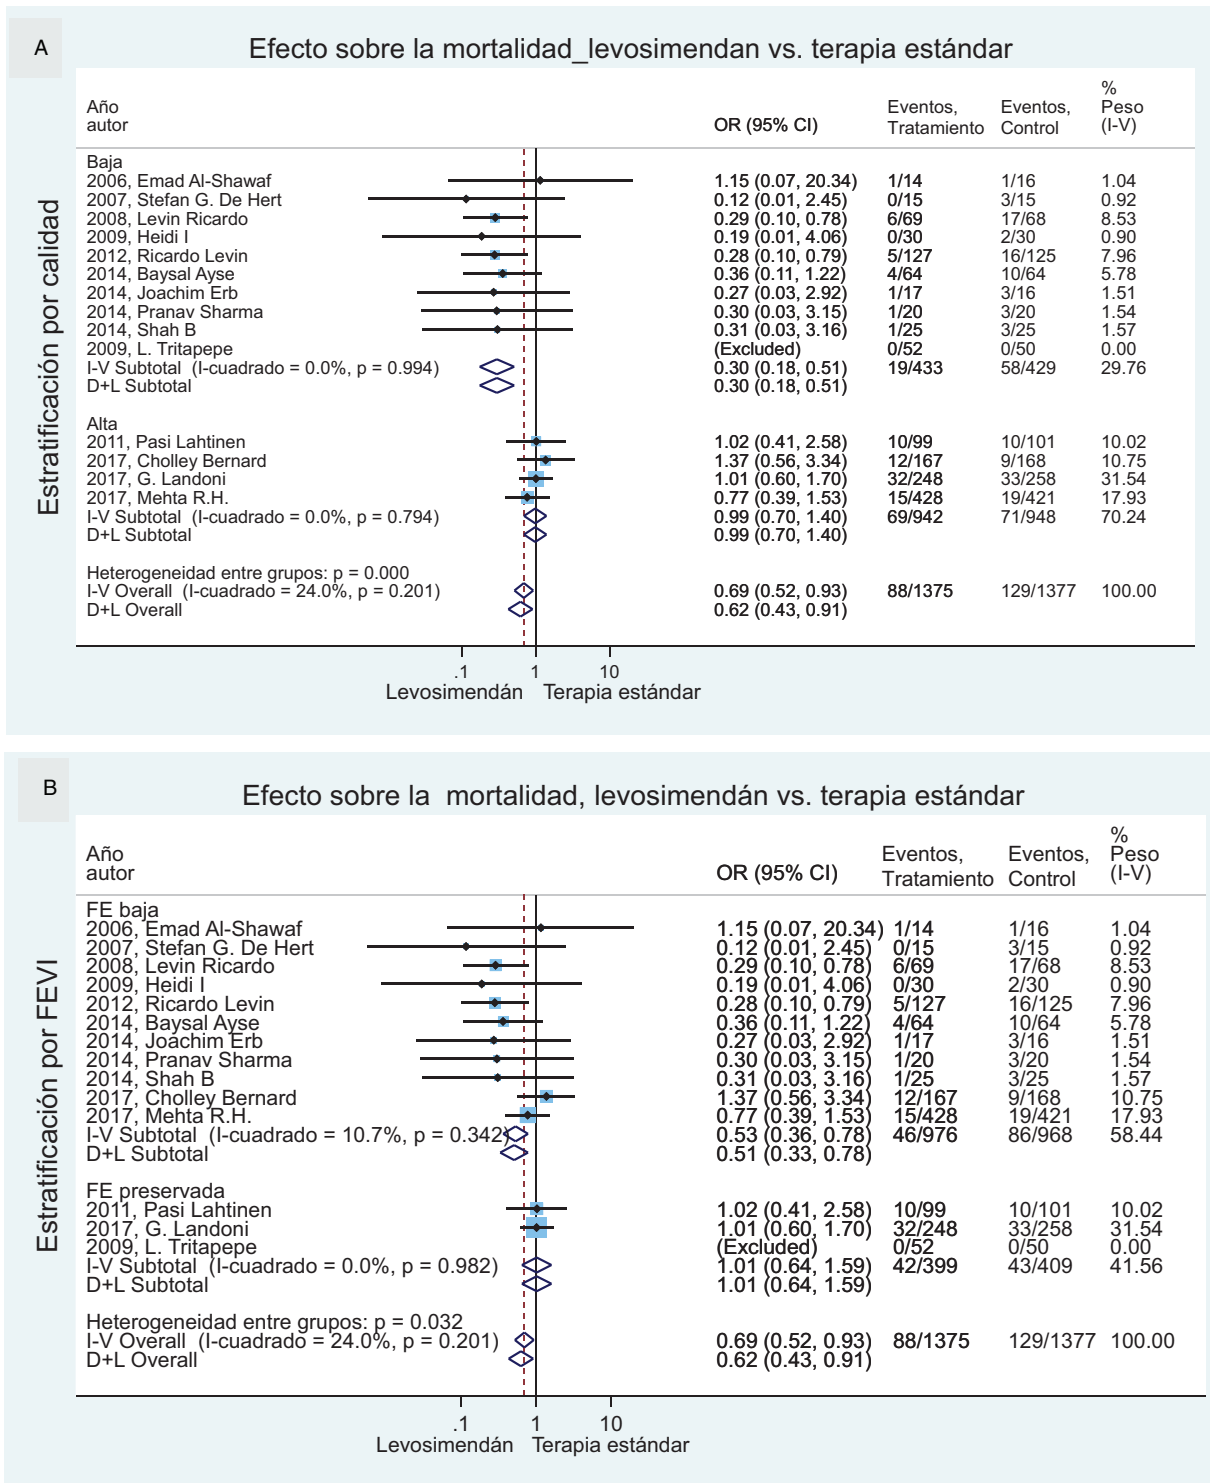 A
Efecto sobre la mortalidad_levosimendan vs. terapia estándar
Estratificación por calidad
Año
autor
OR (95% CI)
Eventos,
Tratamiento
Eventos,
Control
%
Peso
(I-V)
Baja
2006, Emad Al-Shawaf 1.15 (0.07, 20.34) 1/14 1/16 1.04
2007, Stefan G. De Hert 0.12 (0.01, 2.45) 0/15 3/15 0.92
2008, Levin Ricardo 0.29 (0.10, 0.78) 6/69 17/68 8.53
2009, Heidi I 0.19 (0.01, 4.06) 0/30 2/30 0.90
2012, Ricardo Levin 0.28 (0.10, 0.79) 5/127 16/125 7.96
2014, Baysal Ayse 0.36 (0.11, 1.22) 4/64 10/64 5.78
2014, Joachim Erb 0.27 (0.03, 2.92) 1/17 3/16 1.51
2014, Pranav Sharma 0.30 (0.03, 3.15) 1/20 3/20 1.54
2014, Shah B 0.31 (0.03, 3.16) 1/25 3/25 1.57
2009, L. Tritapepe (Excluded) 0/52 0/50 0.00
I-V Subtotal (I-cuadrado = 0.0%, p = 0.994) 0.30 (0.18, 0.51) 19/433 58/429 29.76
D+L Subtotal 0.30 (0.18, 0.51)
Alta
2011, Pasi Lahtinen 1.02 (0.41, 2.58) 10/99 10/101 10.02
2017, Cholley Bernard 1.37 (0.56, 3.34) 12/167 9/168 10.75
2017, G. Landoni 1.01 (0.60, 1.70) 32/248 33/258 31.54
2017, Mehta R.H. 0.77 (0.39, 1.53) 15/428 19/421 17.93
I-V Subtotal (I-cuadrado = 0.0%, p = 0.794) 0.99 (0.70, 1.40) 69/942 71/948 70.24
D+L Subtotal 0.99 (0.70, 1.40)
Heterogeneidad entre grupos: p = 0.000
I-V Overall (I-cuadrado = 24.0%, p = 0.201) 0.69 (0.52, 0.93) 88/1375 129/1377 100.00
D+L Overall 0.62 (0.43, 0.91)
.1 1 10
Levosimendán Terapia estándar
B
Efecto sobre la mortalidad, levosimendán vs. terapia estándar
Estratificación por FEVI
Año
autor
OR (95% CI)
Eventos,
Tratamiento
Eventos,
Control
%
Peso
(I-V)
FE baja
2006, Emad Al-Shawaf 1.15 (0.07, 20.34) 1/14 1/16 1.04
2007, Stefan G. De Hert 0.12 (0.01, 2.45) 0/15 3/15 0.92
2008, Levin Ricardo 0.29 (0.10, 0.78) 6/69 17/68 8.53
2009, Heidi I 0.19 (0.01, 4.06) 0/30 2/30 0.90
2012, Ricardo Levin 0.28 (0.10, 0.79) 5/127 16/125 7.96
2014, Baysal Ayse 0.36 (0.11, 1.22) 4/64 10/64 5.78
2014, Joachim Erb 0.27 (0.03, 2.92) 1/17 3/16 1.51
2014, Pranav Sharma 0.30 (0.03, 3.15) 1/20 3/20 1.54
2014, Shah B 0.31 (0.03, 3.16) 1/25 3/25 1.57
2017, Cholley Bernard 1.37 (0.56, 3.34) 12/167 9/168 10.75
2017, Mehta R.H. 0.77 (0.39, 1.53) 15/428 19/421 17.93
I-V Subtotal (I-cuadrado = 10.7%, p = 0.342) 0.53 (0.36, 0.78) 46/976 86/968 58.44
D+L Subtotal 0.51 (0.33, 0.78)
FE preservada
2011, Pasi Lahtinen 1.02 (0.41, 2.58) 10/99 10/101 10.02
2017, G. Landoni 1.01 (0.60, 1.70) 32/248 33/258 31.54
2009, L. Tritapepe (Excluded) 0/52 0/50 0.00
I-V Subtotal (I-cuadrado = 0.0%, p = 0.982) 1.01 (0.64, 1.59) 42/399 43/409 41.56
D+L Subtotal 1.01 (0.64, 1.59)
Heterogeneidad entre grupos: p = 0.032
I-V Overall (I-cuadrado = 24.0%, p = 0.201) 0.69 (0.52, 0.93) 88/1375 129/1377 100.00
D+L Overall 0.62 (0.43, 0.91)
.1 1 10
Levosimendán Terapia estándar